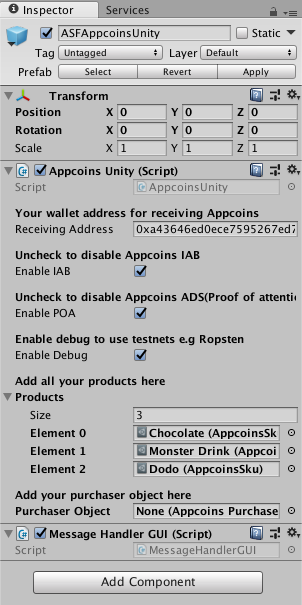 Inspector Services
ASFAppcoinsUnity Static
Tag Untagged Layer Default
Prefab Select Revert Apply
Transform
Position X 0 Y 0 Z 0
Rotation X 0 Y 0 Z 0
Scale X 1 Y 1 Z 1
Appcoins Unity (Script)
Script AppcoinsUnity
Your wallet address for receiving Appcoins
Receiving Address 0xa43646ed0ece7595267ed7
Uncheck to disable Appcoins IAB
Enable IAB
Uncheck to disable Appcoins ADS(Proof of attentio
Enable POA
Enable debug to use testnets e.g Ropsten
Enable Debug
Add all your products here
Products
Size 3
Element 0 Chocolate (AppcoinsSk
Element 1 Monster Drink (Appcoi
Element 2 Dodo (AppcoinsSku)
Add your purchaser object here
Purchaser Object None (Appcoins Purchase
Message Handler GUI (Script)
Script MessageHandlerGUI
Add Component